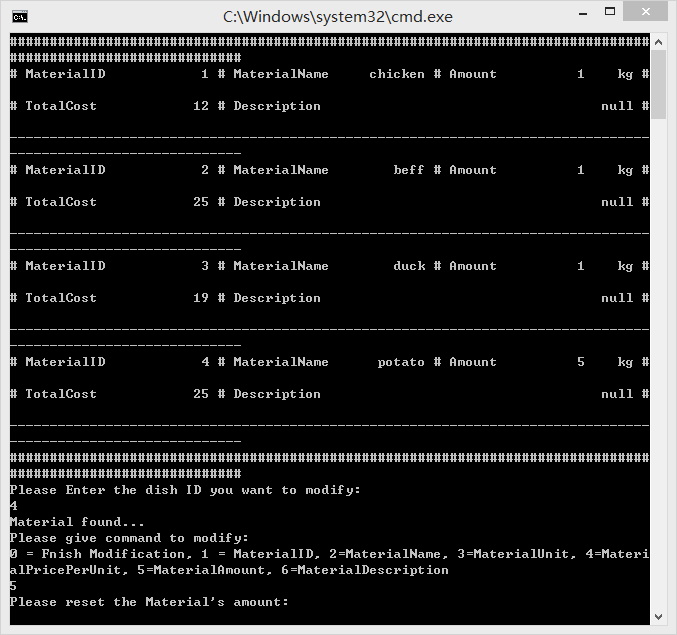 C:\Windows\system32\cmd.exe
################################################################################
#############################
# MaterialID            1 # MaterialName     chicken # Amount          1    kg #
# TotalCost            12 # Description                                   null #
--------------------------------------------------------------------------------
-----------------------------
# MaterialID            2 # MaterialName        beff # Amount          1    kg #
# TotalCost            25 # Description                                   null #
--------------------------------------------------------------------------------
-----------------------------
# MaterialID            3 # MaterialName        duck # Amount          1    kg #
# TotalCost            19 # Description                                   null #
--------------------------------------------------------------------------------
-----------------------------
# MaterialID            4 # MaterialName      potato # Amount          5    kg #
# TotalCost            25 # Description                                   null #
--------------------------------------------------------------------------------
-----------------------------
################################################################################
#############################
Please Enter the dish ID you want to modify:
4
Material found...
Please give command to modify:
0 = Fnish Modification, 1 = MaterialID, 2=MaterialName, 3=MaterialUnit, 4=Materi
alPricePerUnit, 5=MaterialAmount, 6=MaterialDescription
5
Please reset the Material's amount: